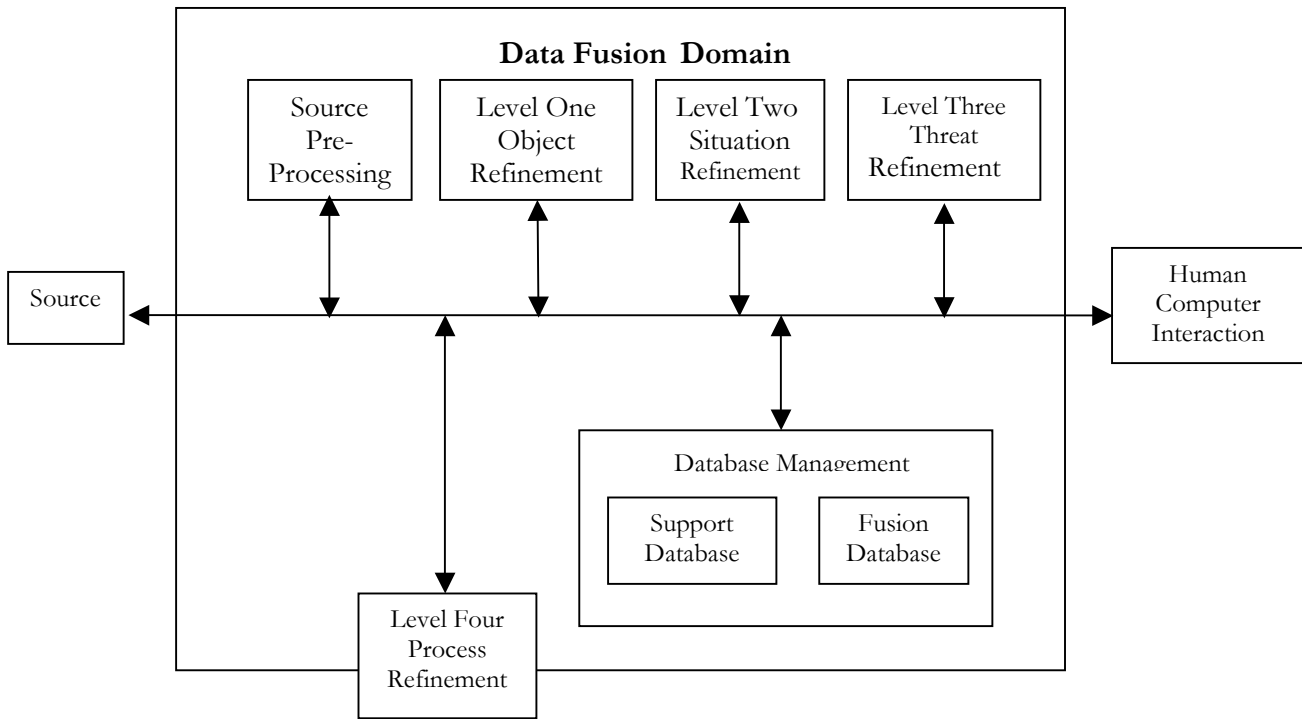 Data Fusion Domain
Source
Pre-
Processing
Level One
Object
Refinement
Level Two
Situation
Refinement
Level Three
Threat
Refinement
Source
Human
Computer
Interaction
Database Management
Support
Database
Fusion
Database
Level Four
Process
Refinement